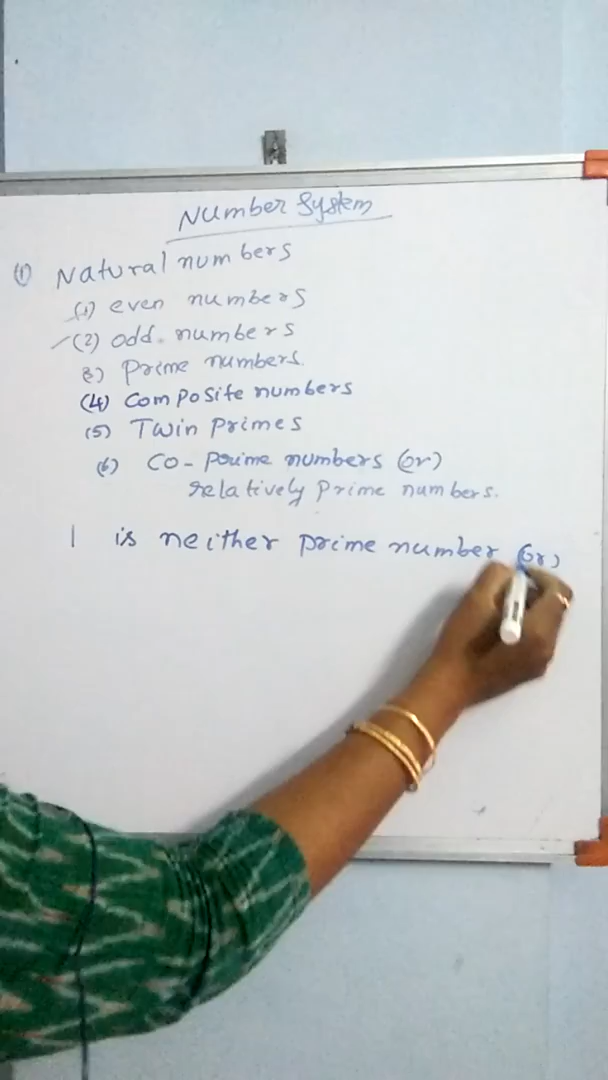 Number System
(1) Natural numbers
(1) even numbers
(2) odd. numbers
3) Prime numbers.
(4) Composite numbers
(5) Twin primes
(6) Co-prime numbers (or)
relatively prime numbers.
1 is neither prime number (or)